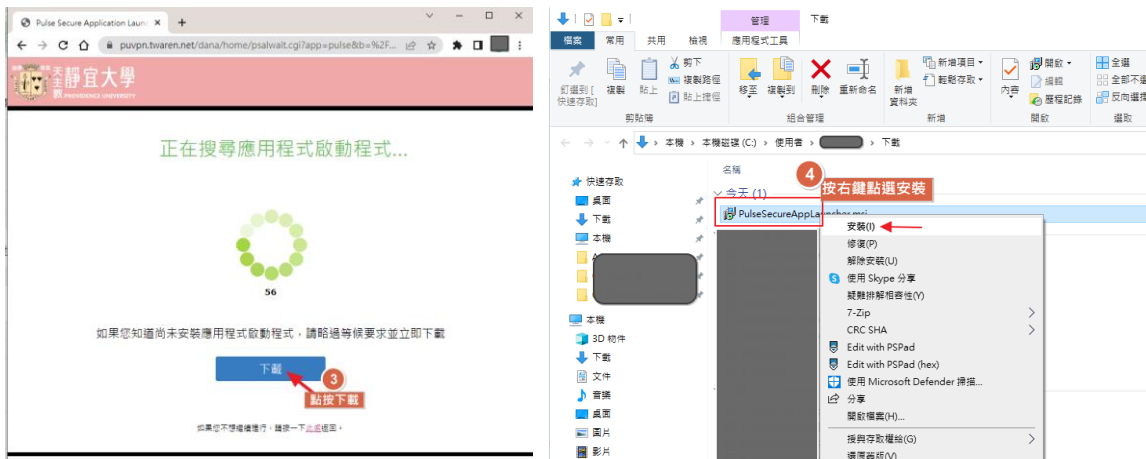 Pulse Secure Application Laun
puvpn.twaren.net/dana/home/psalwait.cgi?app=pulse&b=%2F...
天主教
靜宜大學
PROVIDENCE UNIVERSITY
正在搜尋應用程式啟動程式...
56
如果您知道尚未安裝應用程式啟動程式，請略過等候要求並立即下載
下載
3
點按下載
如果您不想繼續進行，請按一下此處返回。
管理
下載
檔案
常用
共用
檢視
應用程式工具
釘選到 [
快速存取]
複製
貼上
剪下
複製路徑
貼上捷徑
剪貼簿
移至
複製到
刪除
重新命名
組合管理
新增
資料夾
新增項目
輕鬆存取
新增
內容
開啟
編輯
歷程記錄
開啟
全選
全部不選
反向選擇
選取
本機 › 本機磁碟 (C:) › 使用者 ›
› 下載
名稱
4
按右鍵點選安裝
今天 (1)
PulseSecureAppLauncher.msi
快速存取
桌面
下載
本機
本機
3D 物件
下載
文件
音樂
桌面
圖片
影片
安裝(I)
修復(P)
解除安裝(U)
使用 Skype 分享
疑難排解相容性(Y)
7-Zip
CRC SHA
Edit with PSPad
Edit with PSPad (hex)
使用 Microsoft Defender 掃描...
分享
開啟檔案(H)...
授與存取權給(G)
還原舊版(V)